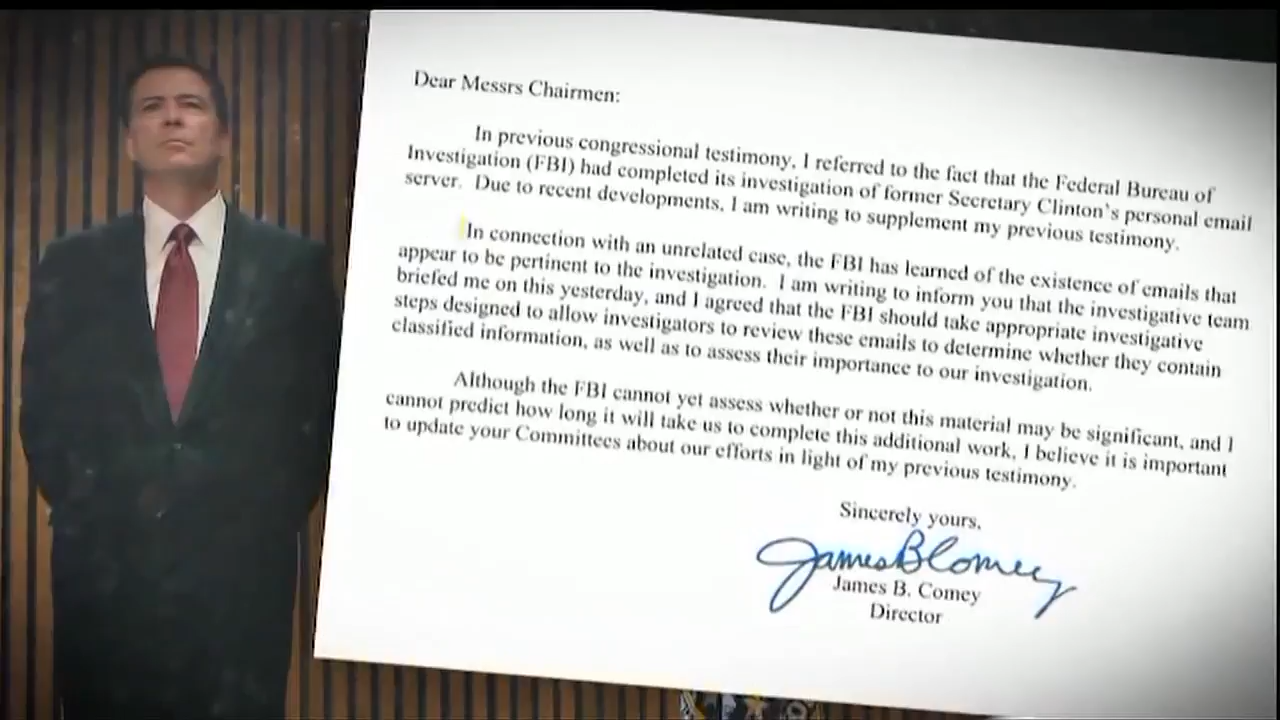 Dear Messrs Chairmen:
In previous congressional testimony, I referred to the fact that the Federal Bureau of
Investigation (FBI) had completed its investigation of former Secretary Clinton's personal email
server. Due to recent developments, I am writing to supplement my previous testimony.
In connection with an unrelated case, the FBI has learned of the existence of emails that
appear to be pertinent to the investigation. I am writing to inform you that the investigative team
briefed me on this yesterday, and I agreed that the FBI should take appropriate investigative
steps designed to allow investigators to review these emails to determine whether they contain
classified information, as well as to assess their importance to our investigation.
Although the FBI cannot yet assess whether or not this material may be significant, and I
cannot predict how long it will take us to complete this additional work, I believe it is important
to update your Committees about our efforts in light of my previous testimony.
Sincerely yours,
James B Comey
James B. Comey
Director